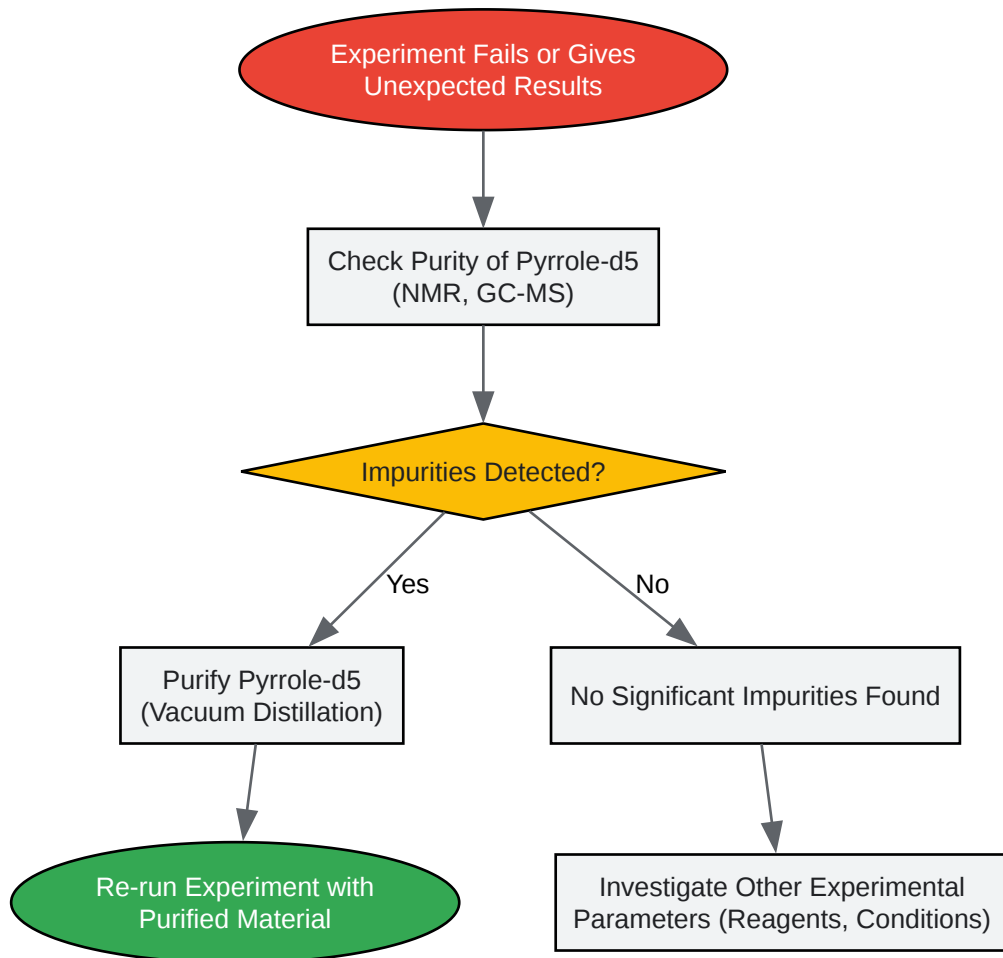 Experiment Fails or Gives
Unexpected Results
Check Purity of Pyrrole-d5
(NMR, GC-MS)
Impurities Detected?
Yes
No
Purify Pyrrole-d5
(Vacuum Distillation)
No Significant Impurities Found
Re-run Experiment with
Purified Material
Investigate Other Experimental
Parameters (Reagents, Conditions)